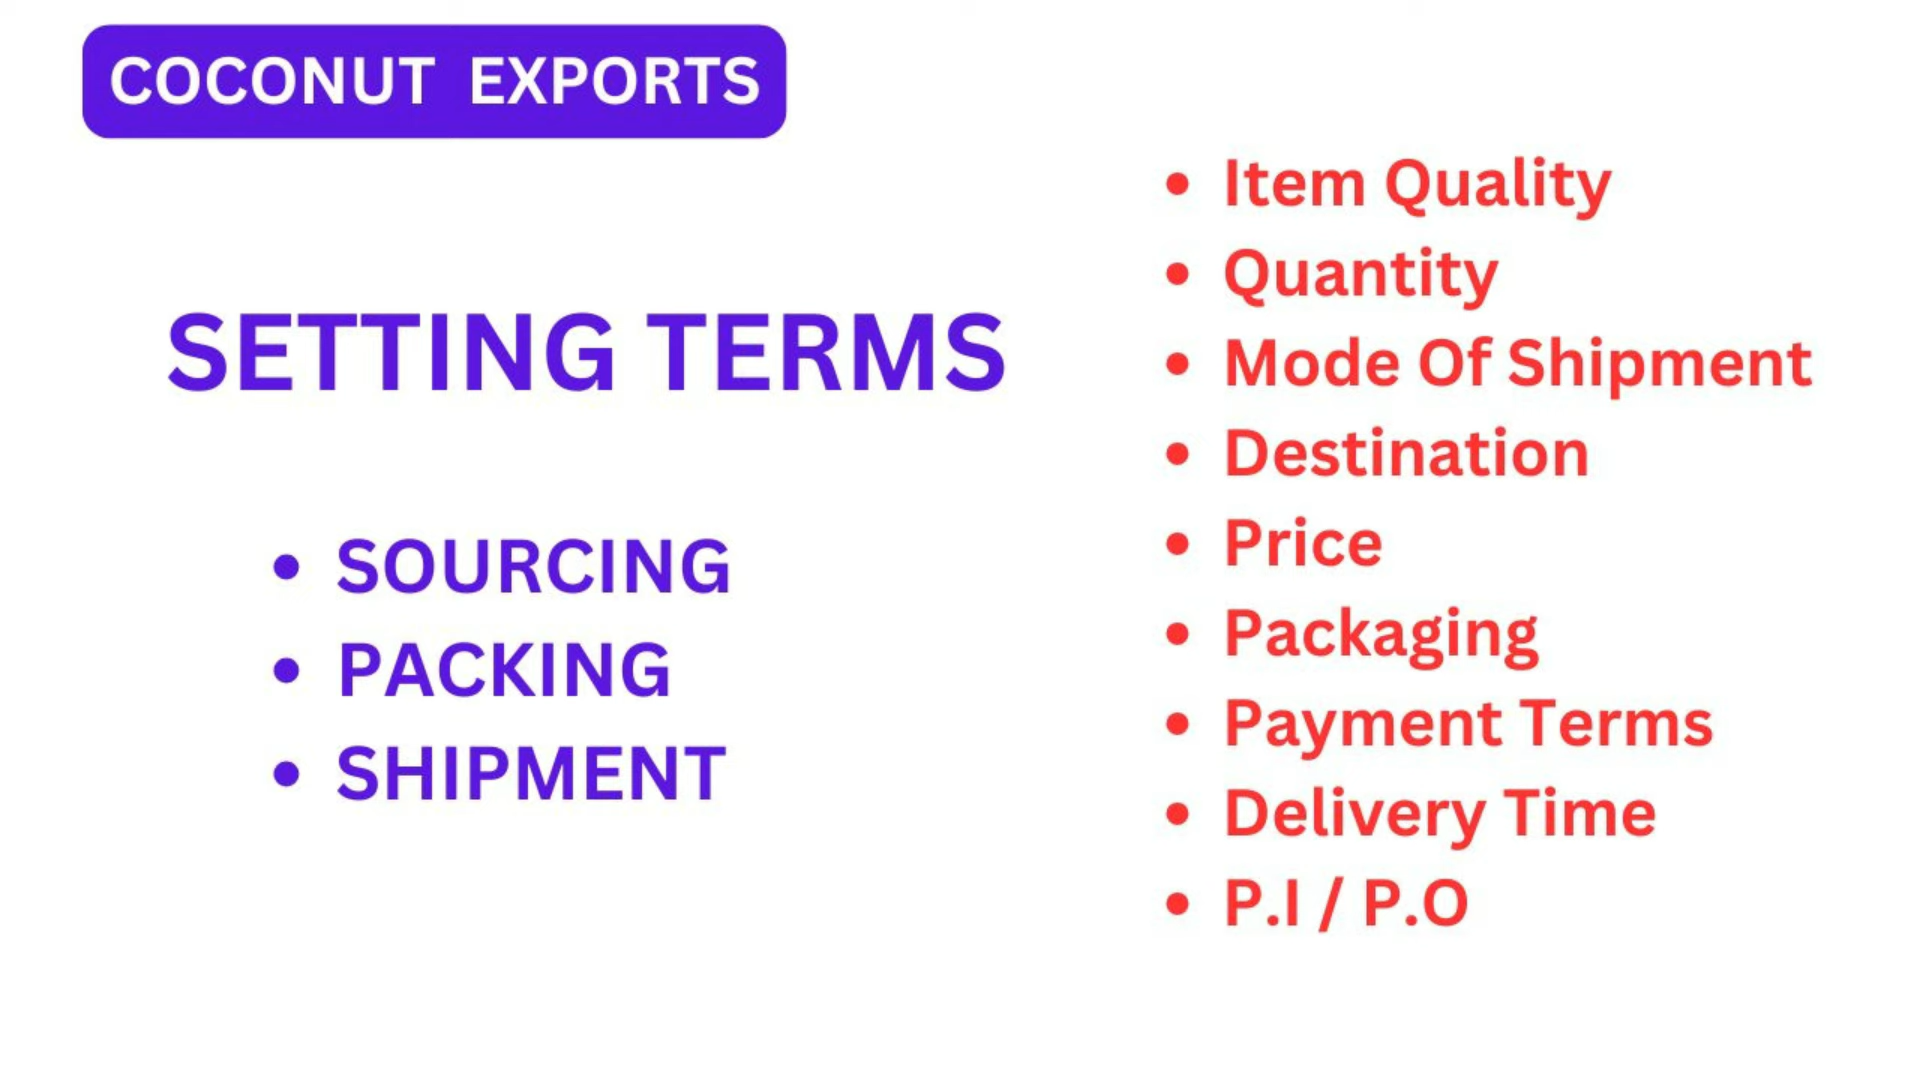 COCONUT EXPORTS
SETTING TERMS
• SOURCING
• PACKING
• SHIPMENT
• Item Quality
• Quantity
• Mode Of Shipment
• Destination
• Price
• Packaging
• Payment Terms
• Delivery Time
• P.I / P.O